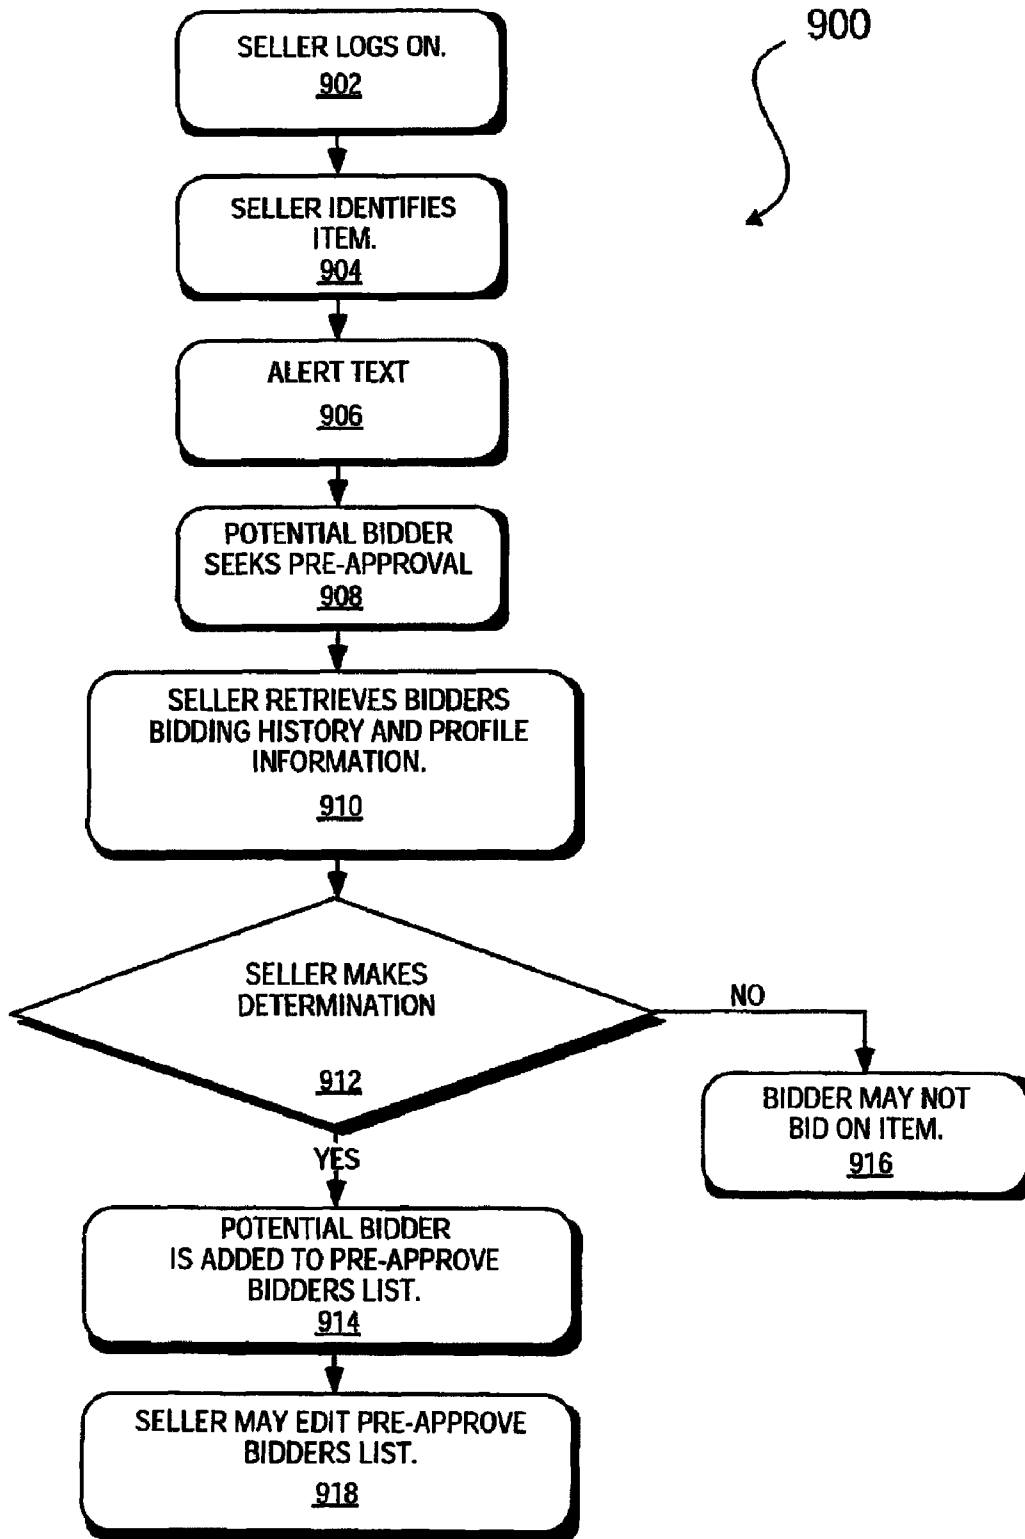 900
SELLER LOGS ON.
902
SELLER IDENTIFIES
ITEM.
904
ALERT TEXT
906
POTENTIAL BIDDER
SEEKS PRE-APPROVAL
908
SELLER RETRIEVES BIDDERS
BIDDING HISTORY AND PROFILE
INFORMATION.
910
SELLER MAKES
DETERMINATION
912
NO
BIDDER MAY NOT
BID ON ITEM.
916
YES
POTENTIAL BIDDER
IS ADDED TO PRE-APPROVE
BIDDERS LIST.
914
SELLER MAY EDIT PRE-APPROVE
BIDDERS LIST.
918